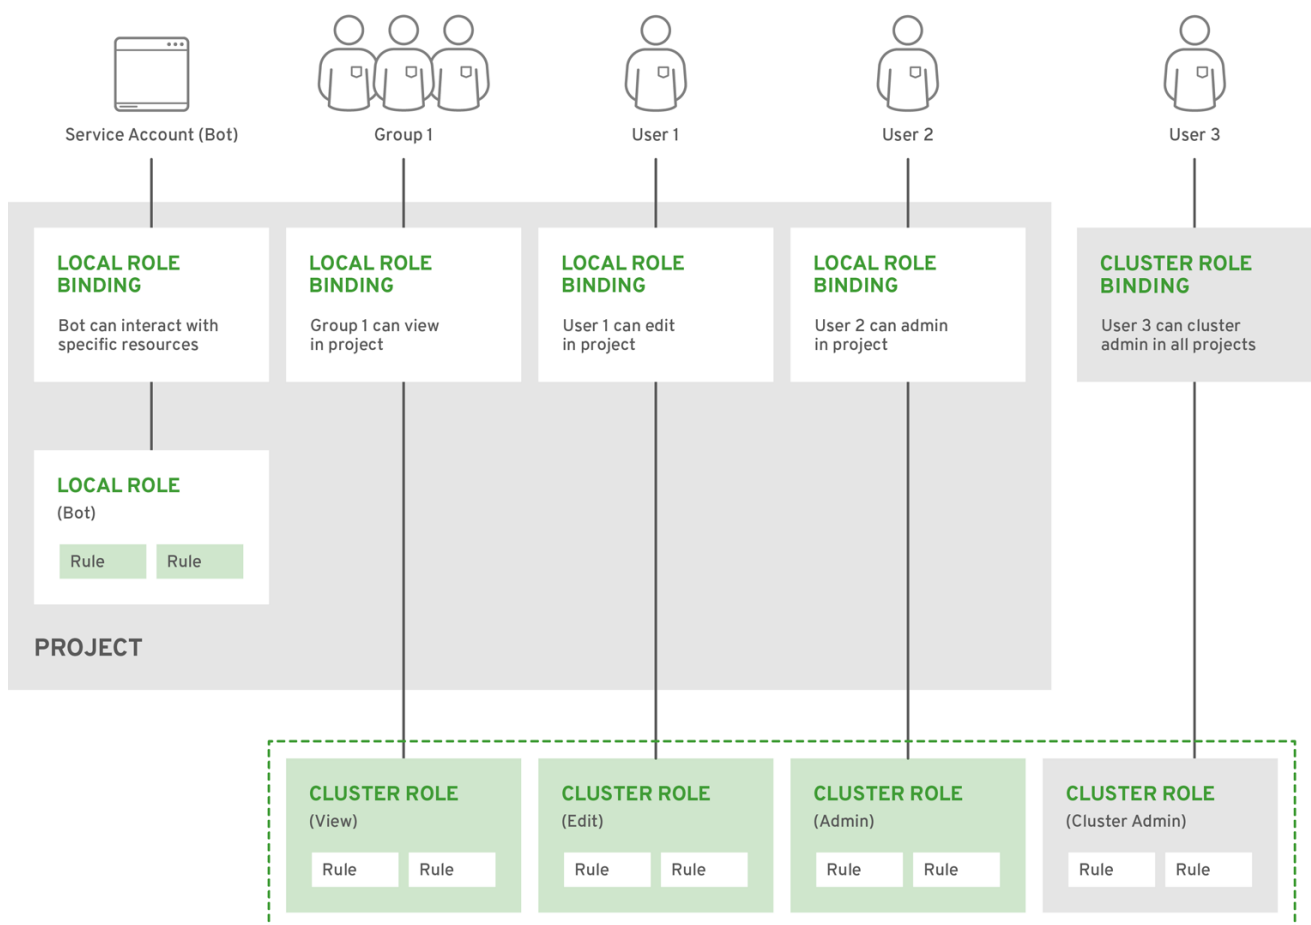 Service Account (Bot)
Group 1
User 1
User 2
User 3
LOCAL ROLE
BINDING
Bot can interact with
specific resources
LOCAL ROLE
BINDING
Group 1 can view
in project
LOCAL ROLE
BINDING
User 1 can edit
in project
LOCAL ROLE
BINDING
User 2 can admin
in project
CLUSTER ROLE
BINDING
User 3 can cluster
admin in all projects
LOCAL ROLE
(Bot)
Rule
Rule
PROJECT
CLUSTER ROLE
(View)
Rule
Rule
CLUSTER ROLE
(Edit)
Rule
Rule
CLUSTER ROLE
(Admin)
Rule
Rule
CLUSTER ROLE
(Cluster Admin)
Rule
Rule